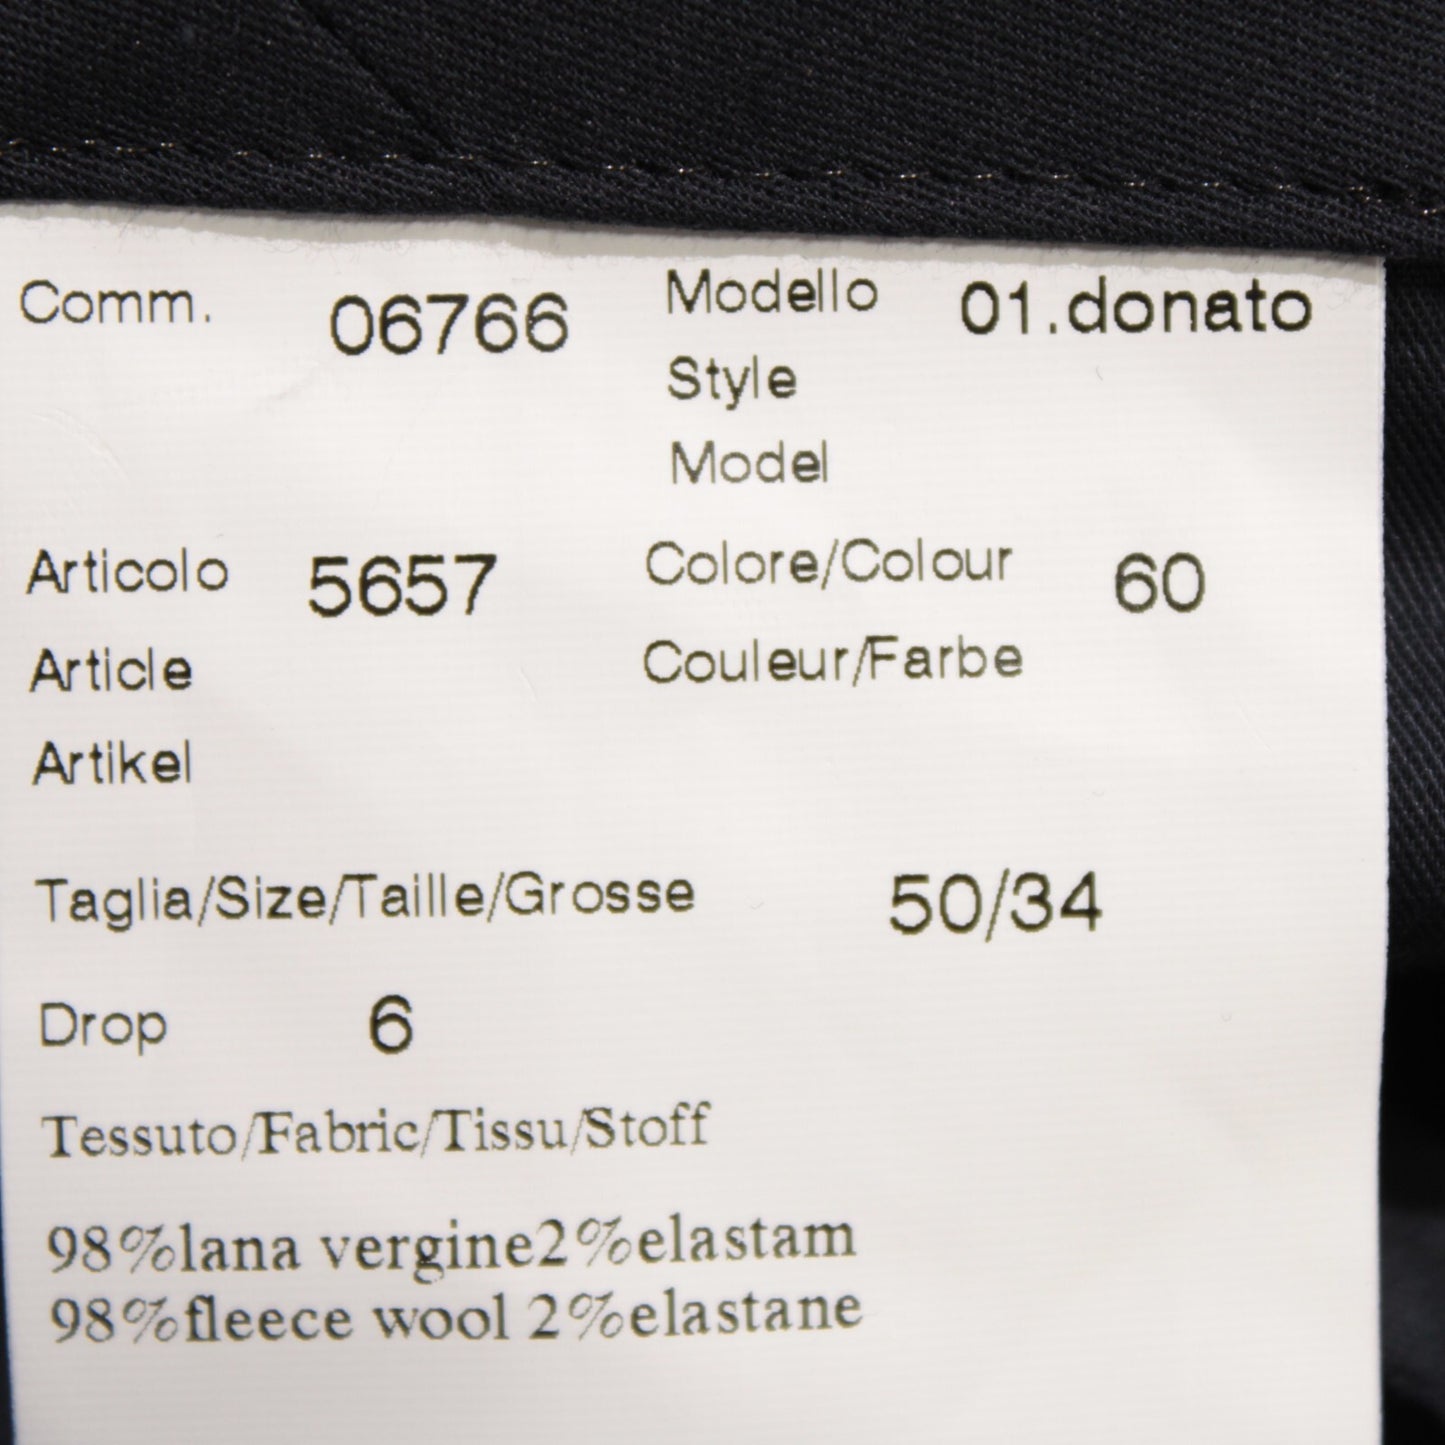 Comm. 06766 Modello 01.donato
Style
Model
Articolo 5657 Colore/Colour 60
Article Couleur/Farbe
Artikel
Taglia/Size/Taille/Grosse 50/34
Drop 6
Tessuto/Fabric/Tissu/Stoff
98%lana vergine2%elastam
98%fleece wool 2%elastane